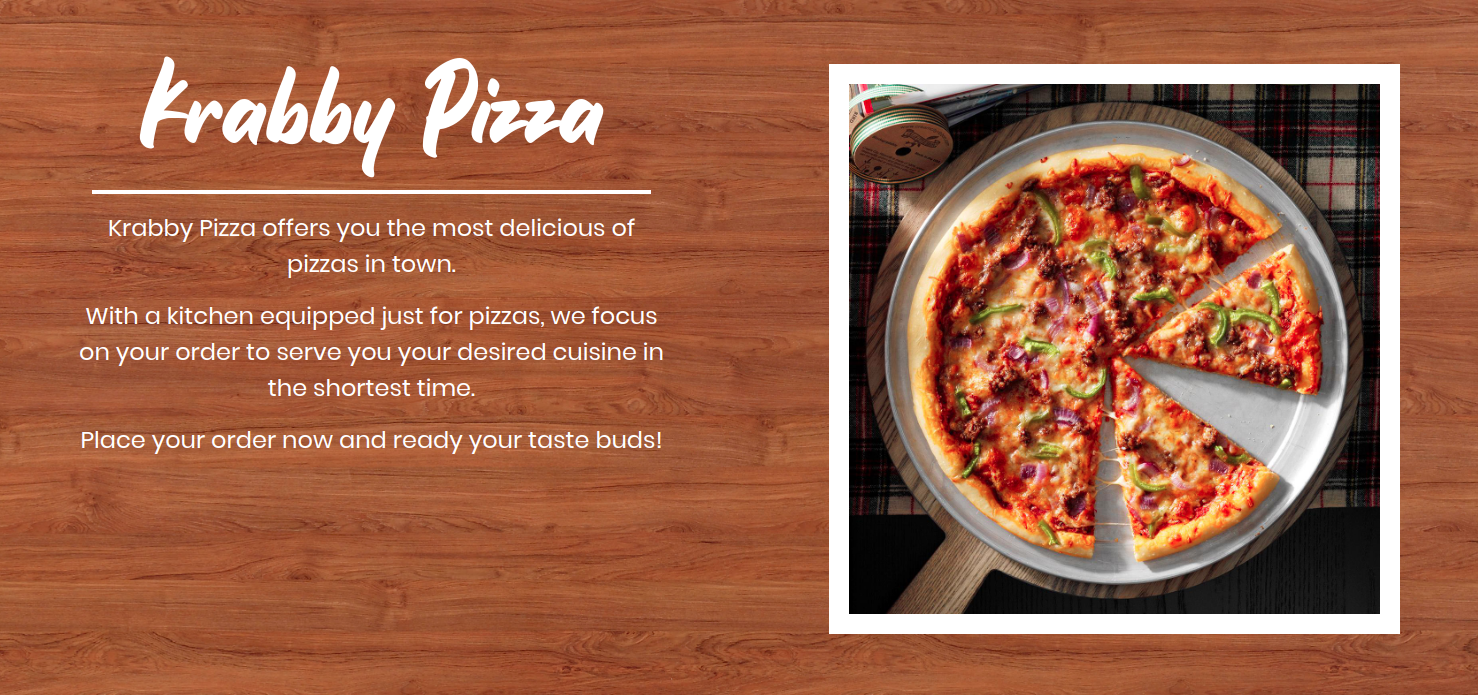 Krabby Pizza
Krabby Pizza offers you the most delicious of
pizzas in town.
With a kitchen equipped just for pizzas, we focus
on your order to serve you your desired cuisine in
the shortest time.
Place your order now and ready your taste buds!